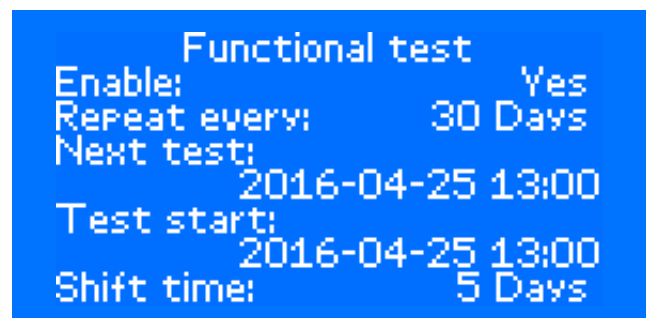 Functional test
Enable: Yes
Repeat every: 30 Days
Next test:
2016-04-25 13:00
Test start:
2016-04-25 13:00
Shift time: 5 Days